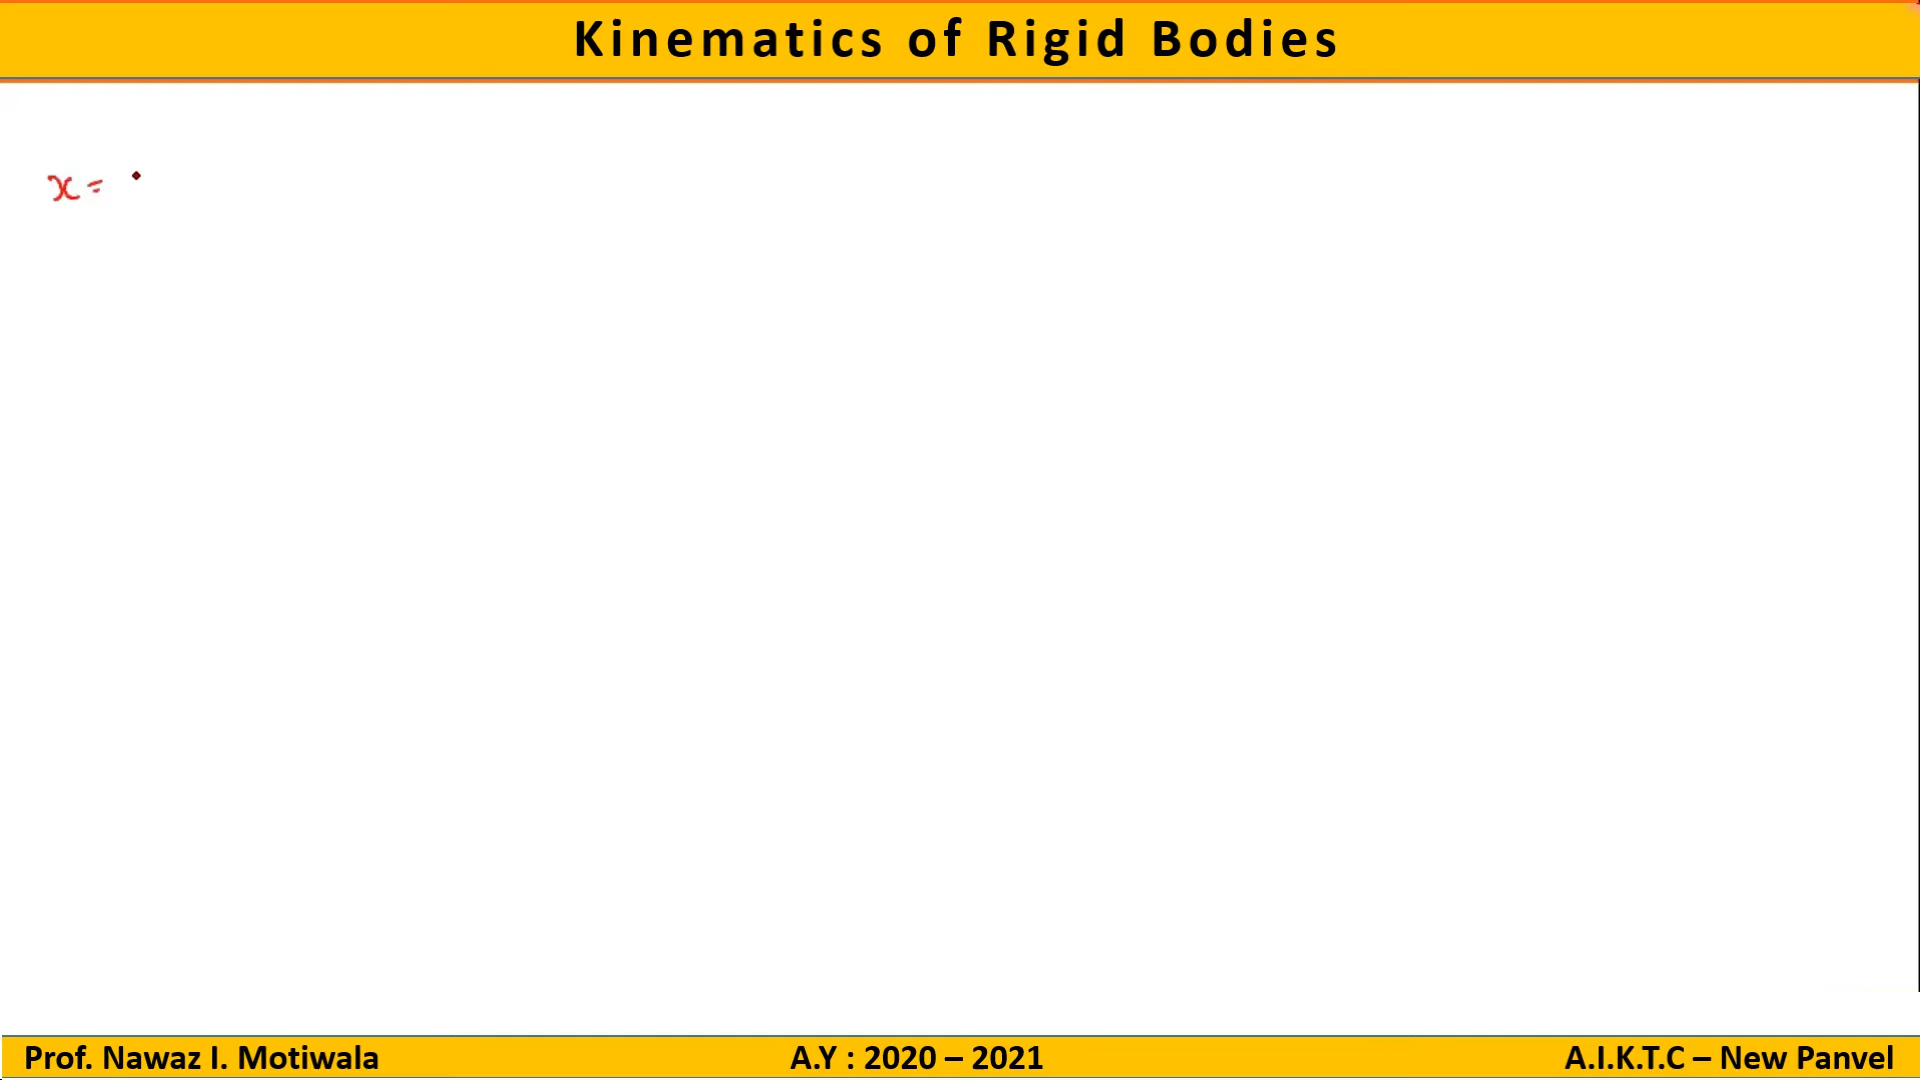 Kinematics of Rigid Bodies
x =
Prof. Nawaz I. Motiwala
A.Y : 2020 – 2021
A.I.K.T.C – New Panvel